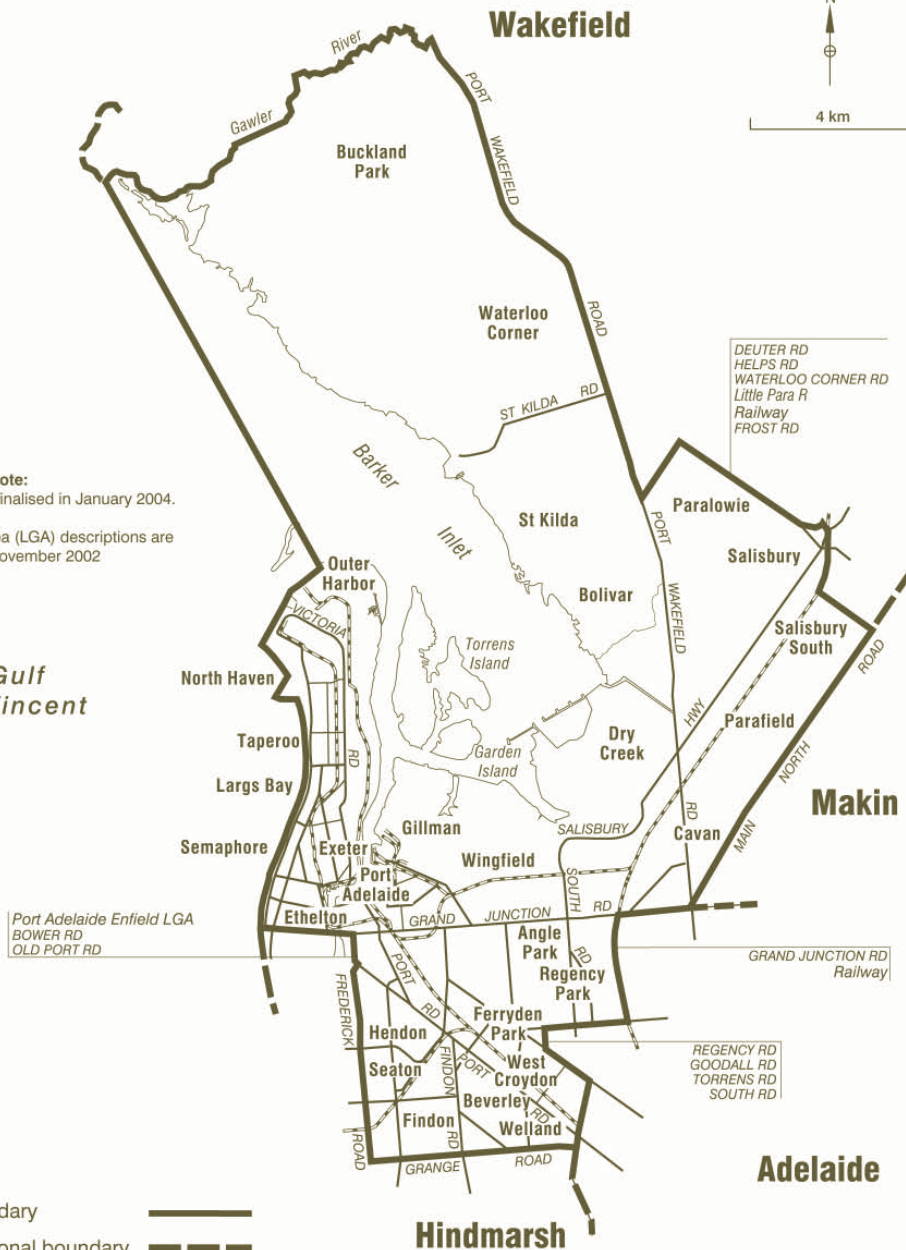 Wakefield
N
4 km
River
Gawler
PORT
WAKEFIELD
ROAD
Buckland
Park
Waterloo
Corner
ST KILDA RD
DEUTER RD
HELPS RD
WATERLOO CORNER RD
Little Para R
Railway
FROST RD
Barker
Inlet
ote:
inalised in January 2004.
a (LGA) descriptions are
ovember 2002
St Kilda
Paralowie
Salisbury
PORT
WAKEFIELD
RD
Outer
Harbor
Bolivar
VICTORIA
RD
Salisbury
South
Torrens
Island
ROAD
North Haven
Gulf
incent
HWY
Parafield
Taperoo
Dry
Creek
Garden
Island
NORTH
Largs Bay
Makin
Gillman
SALISBURY
Cavan
MAIN
Semaphore
Exeter
Wingfield
Port
Adelaide
SOUTH
RD
Ethelton
GRAND JUNCTION RD
Port Adelaide Enfield LGA
BOWER RD
OLD PORT RD
Angle
Park
Regency
Park
GRAND JUNCTION RD
Railway
PORT
RD
FREDERICK
ROAD
Ferryden
Park
Hendon
FINDON
RD
Seaton
PORT
RD
West
Croydon
REGENCY RD
GOODALL RD
TORRENS RD
SOUTH RD
Beverley
Findon
Welland
GRANGE ROAD
Adelaide
dary
onal boundary
Hindmarsh